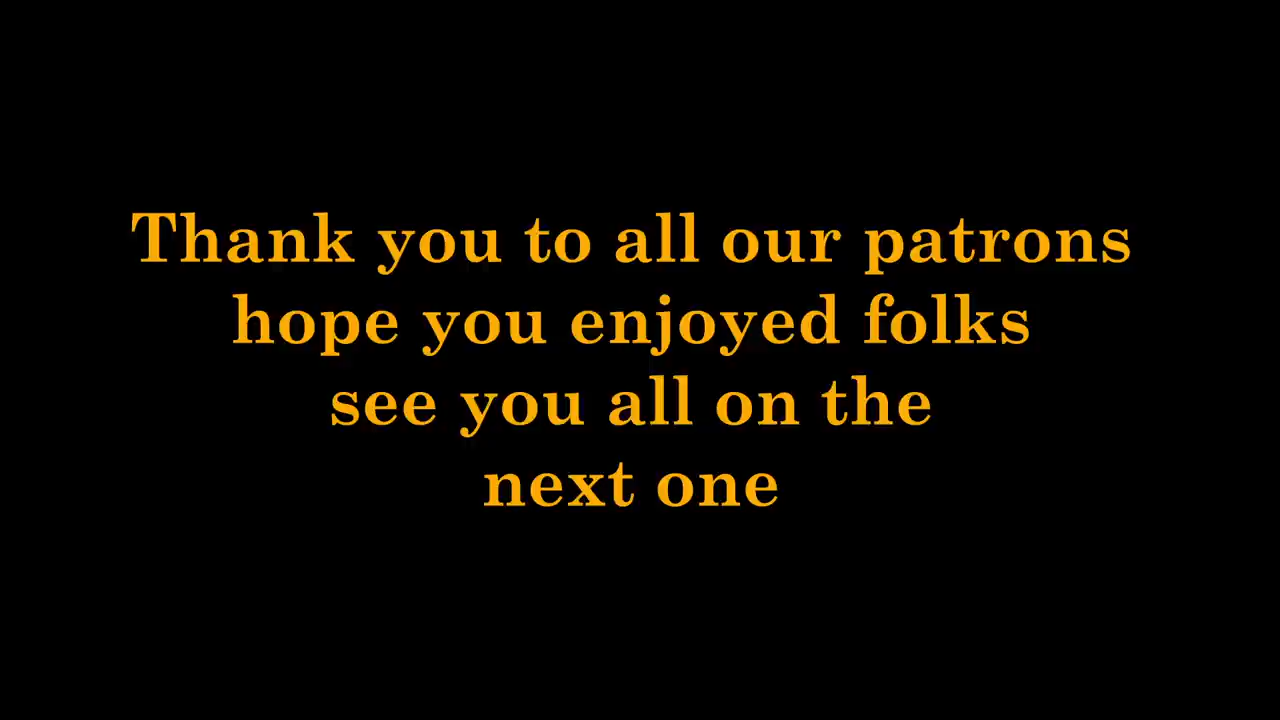 Thank you to all our patrons
hope you enjoyed folks
see you all on the
next one